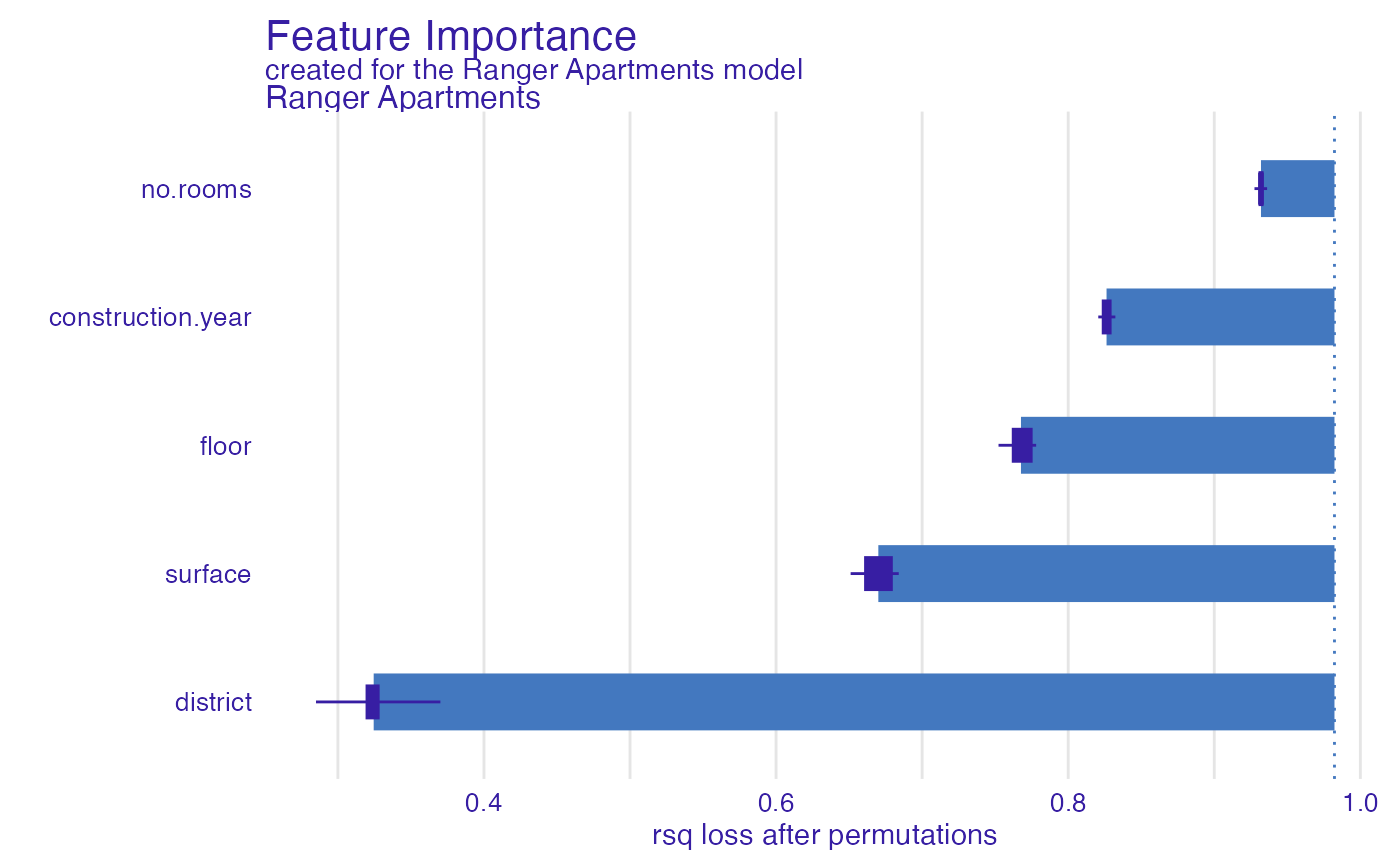 Feature Importance
created for the Ranger Apartments model
Ranger Apartments
no.rooms
construction.year
floor
surface
district
0.4 0.6 0.8 1.0
rsq loss after permutations